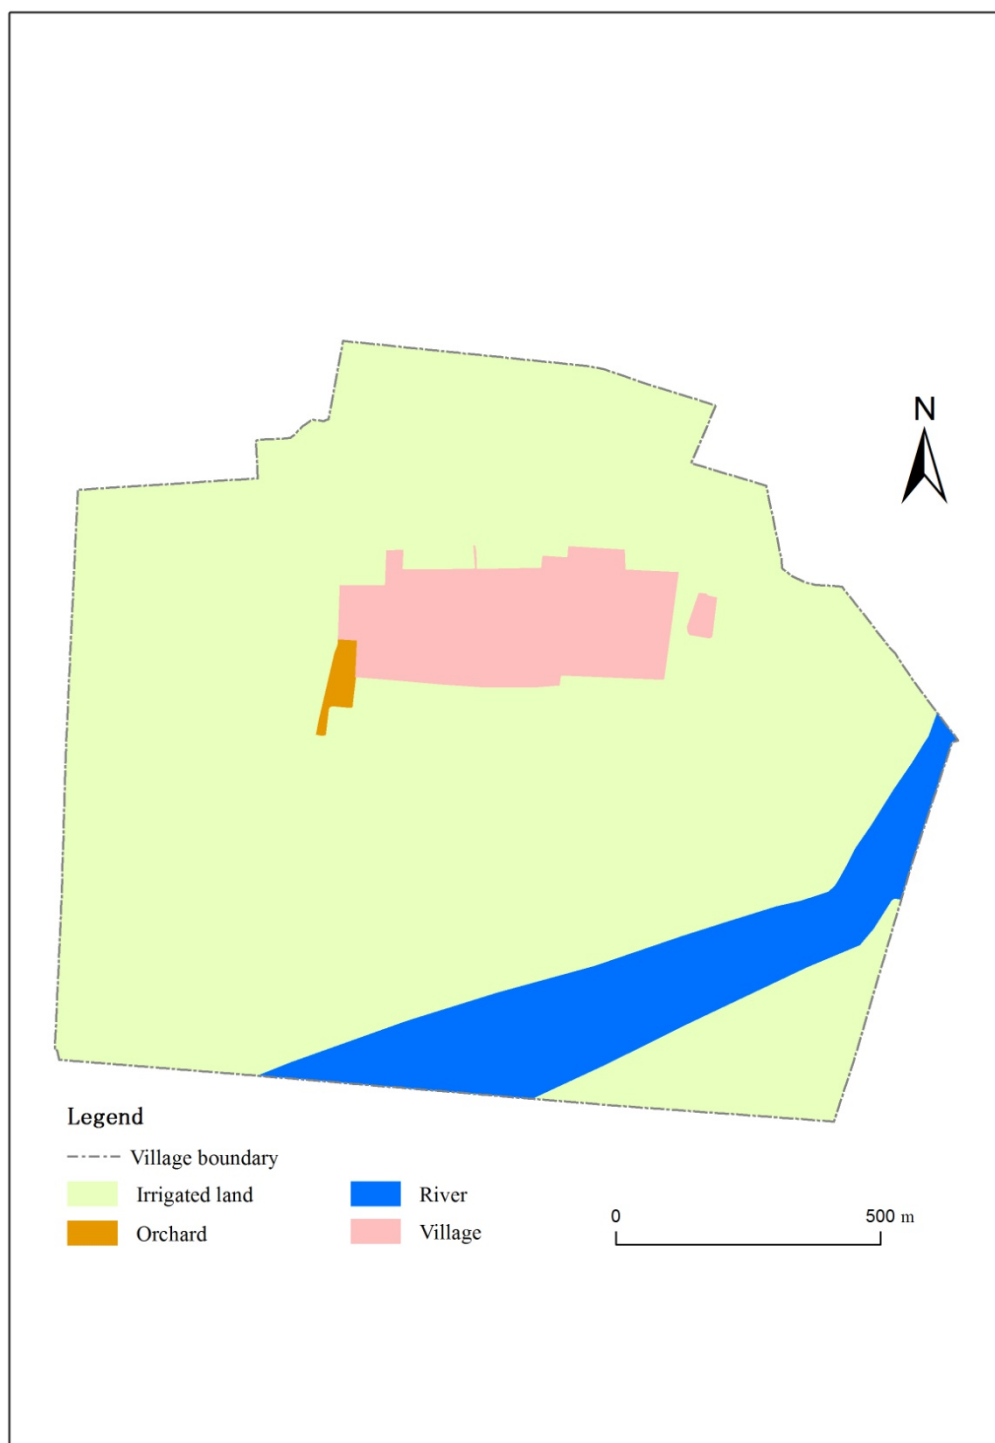 N
Legend
Village boundary
Irrigated land
River
Orchard
Village
0 500 m